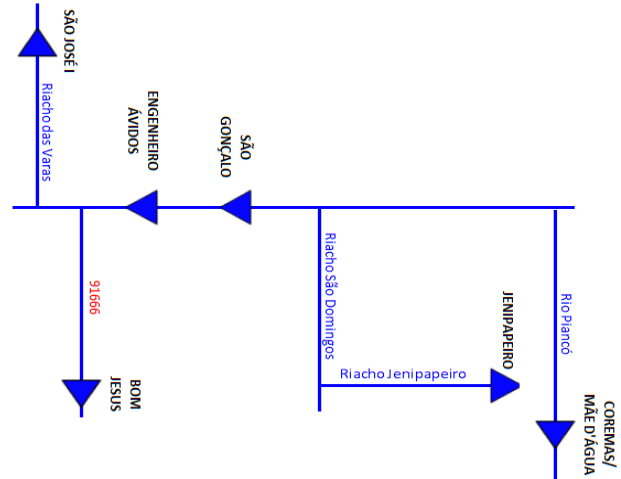 SÃO JOSÉ I
Riacho das Varas
ENGENHEIRO
ÁVIDOS
SÃO
GONÇALO
91666
BOM
JESUS
Riacho São Domingos
Riacho Jenipapeiro
JENIPAPEIRO
Rio Piancó
COREMAS/
MÃE D'ÁGUA